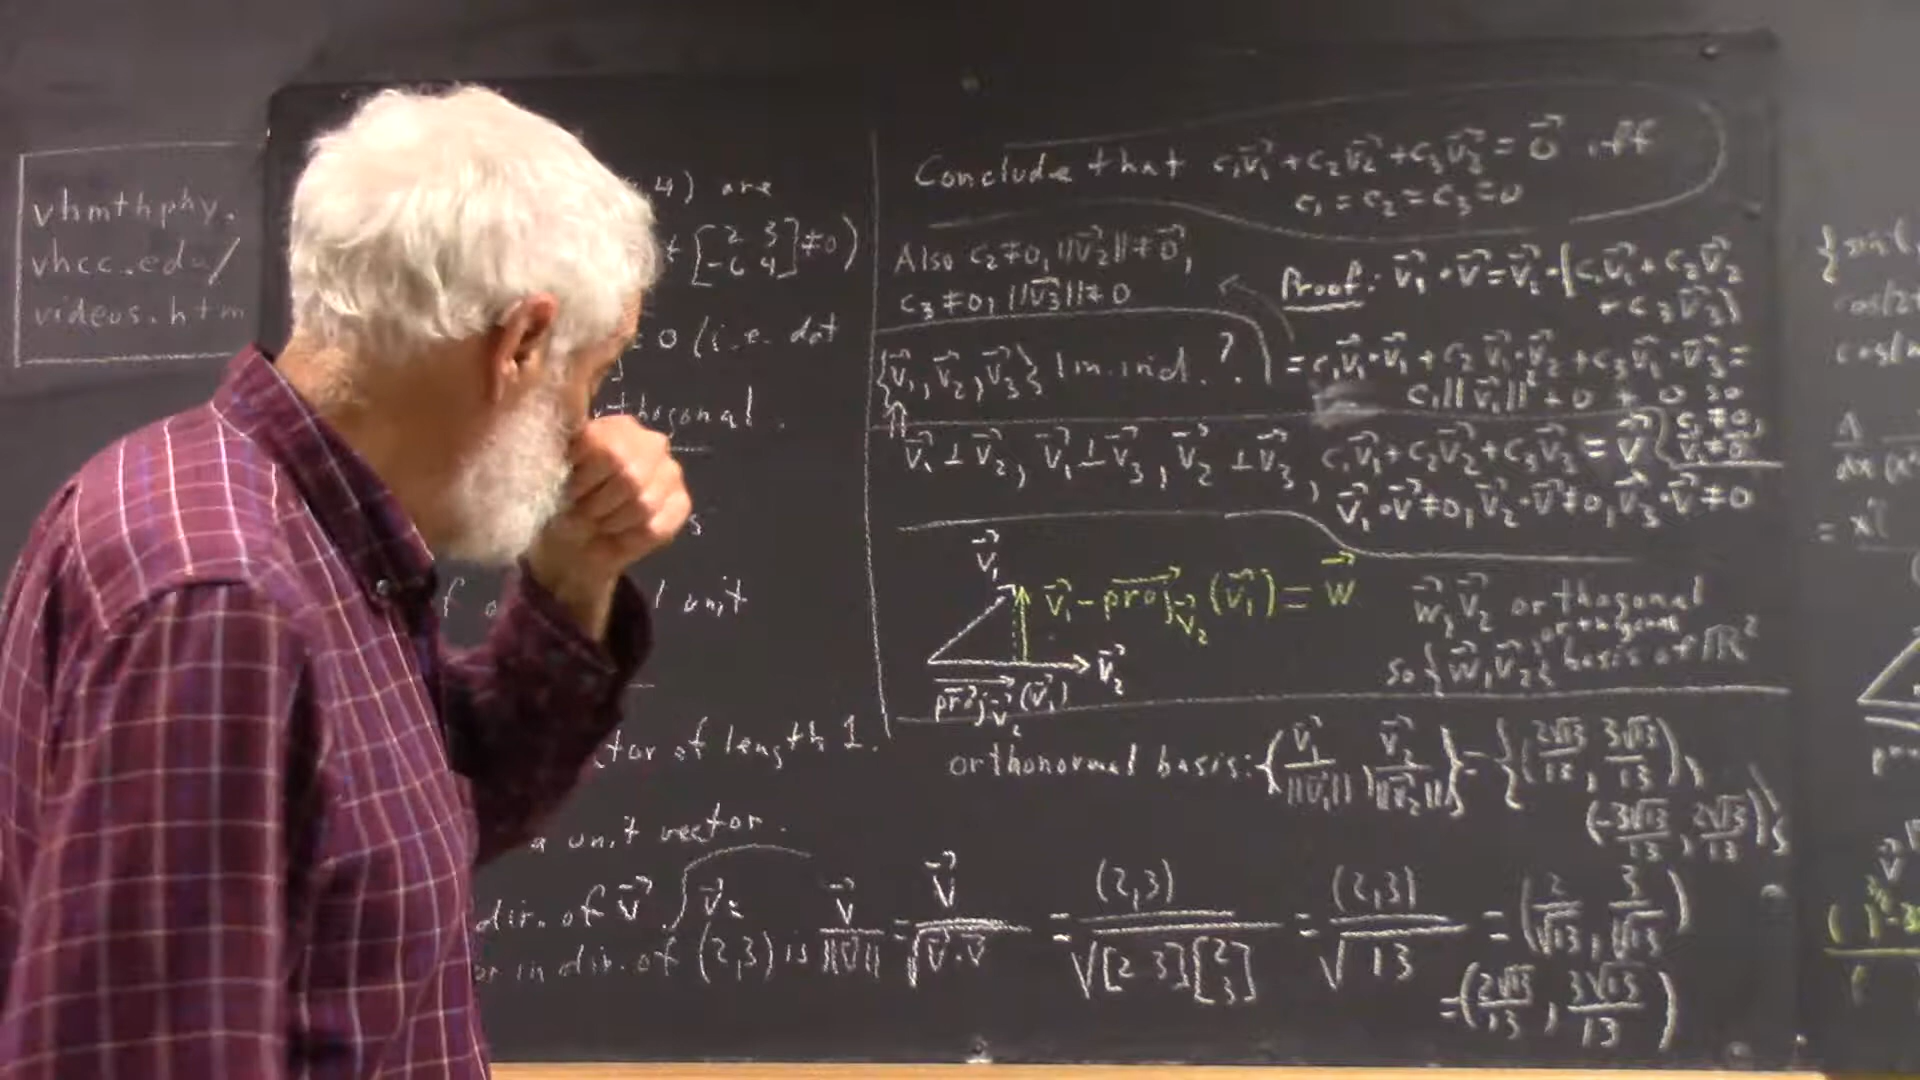 vhmthphy.
vhcc.edu/
videos.htm
4) are
[2 3
-6 4] ≠ 0)
= 0 (i.e. dot
orthogonal.
unit
tor of length 1.
a unit vector.
dir. of v⃗
v⃗:
or in dir. of (2,3) is v⃗/||v⃗|| = v⃗/√(v⃗·v⃗) = (2,3)/√([2 3][2 3]) = (2,3)/√13 = (2/√13, 3/√13)
= (2√13/13, 3√13/13)
Conclude that c₁v⃗₁ + c₂v⃗₂ + c₃v⃗₃ = 0⃗ iff
c₁ = c₂ = c₃ = 0
Also c₂ ≠ 0, ||v⃗₂|| ≠ 0,
c₃ ≠ 0, ||v⃗₃|| ≠ 0
Proof: v⃗₁ · v⃗ = v⃗₁ · (c₁v⃗₁ + c₂v⃗₂
+ c₃v⃗₃)
= c₁v⃗₁·v⃗₁ + c₂v⃗₁·v⃗₂ + c₃v⃗₁·v⃗₃ =
c₁||v⃗₁||² + 0 + 0 so
c₁ ≠ 0,
v⃗₁ ≠ 0
{v⃗₁, v⃗₂, v⃗₃} lin. ind. ?
⇑
v⃗₁ ⊥ v⃗₂, v⃗₁ ⊥ v⃗₃, v⃗₂ ⊥ v⃗₃,
c₁v⃗₁ + c₂v⃗₂ + c₃v⃗₃ = v⃗
v⃗₁·v⃗ ≠ 0, v⃗₂·v⃗ ≠ 0, v⃗₃·v⃗ ≠ 0
v⃗₁
v⃗₁ - proj_v⃗₂(v⃗₁) = w⃗
v⃗₂
proj_v⃗₂(v⃗₁)
w⃗, v⃗₂ orthogonal
orthogonal
so {w⃗, v⃗₂} basis of ℝ²
orthonormal basis: {v⃗₁/||v⃗₁||, v⃗₂/||v⃗₂||} = {(2√13/13, 3√13/13),
(-3√13/13, 2√13/13)}